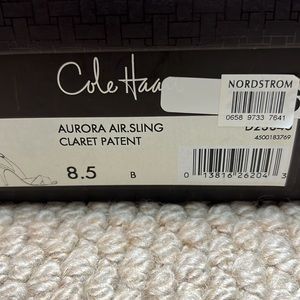 Cole Haan
NORDSTROM
0658 9733 7641
AURORA AIR.SLING
CLARET PATENT
4500183769
8.5 B
0 13816 26204 3